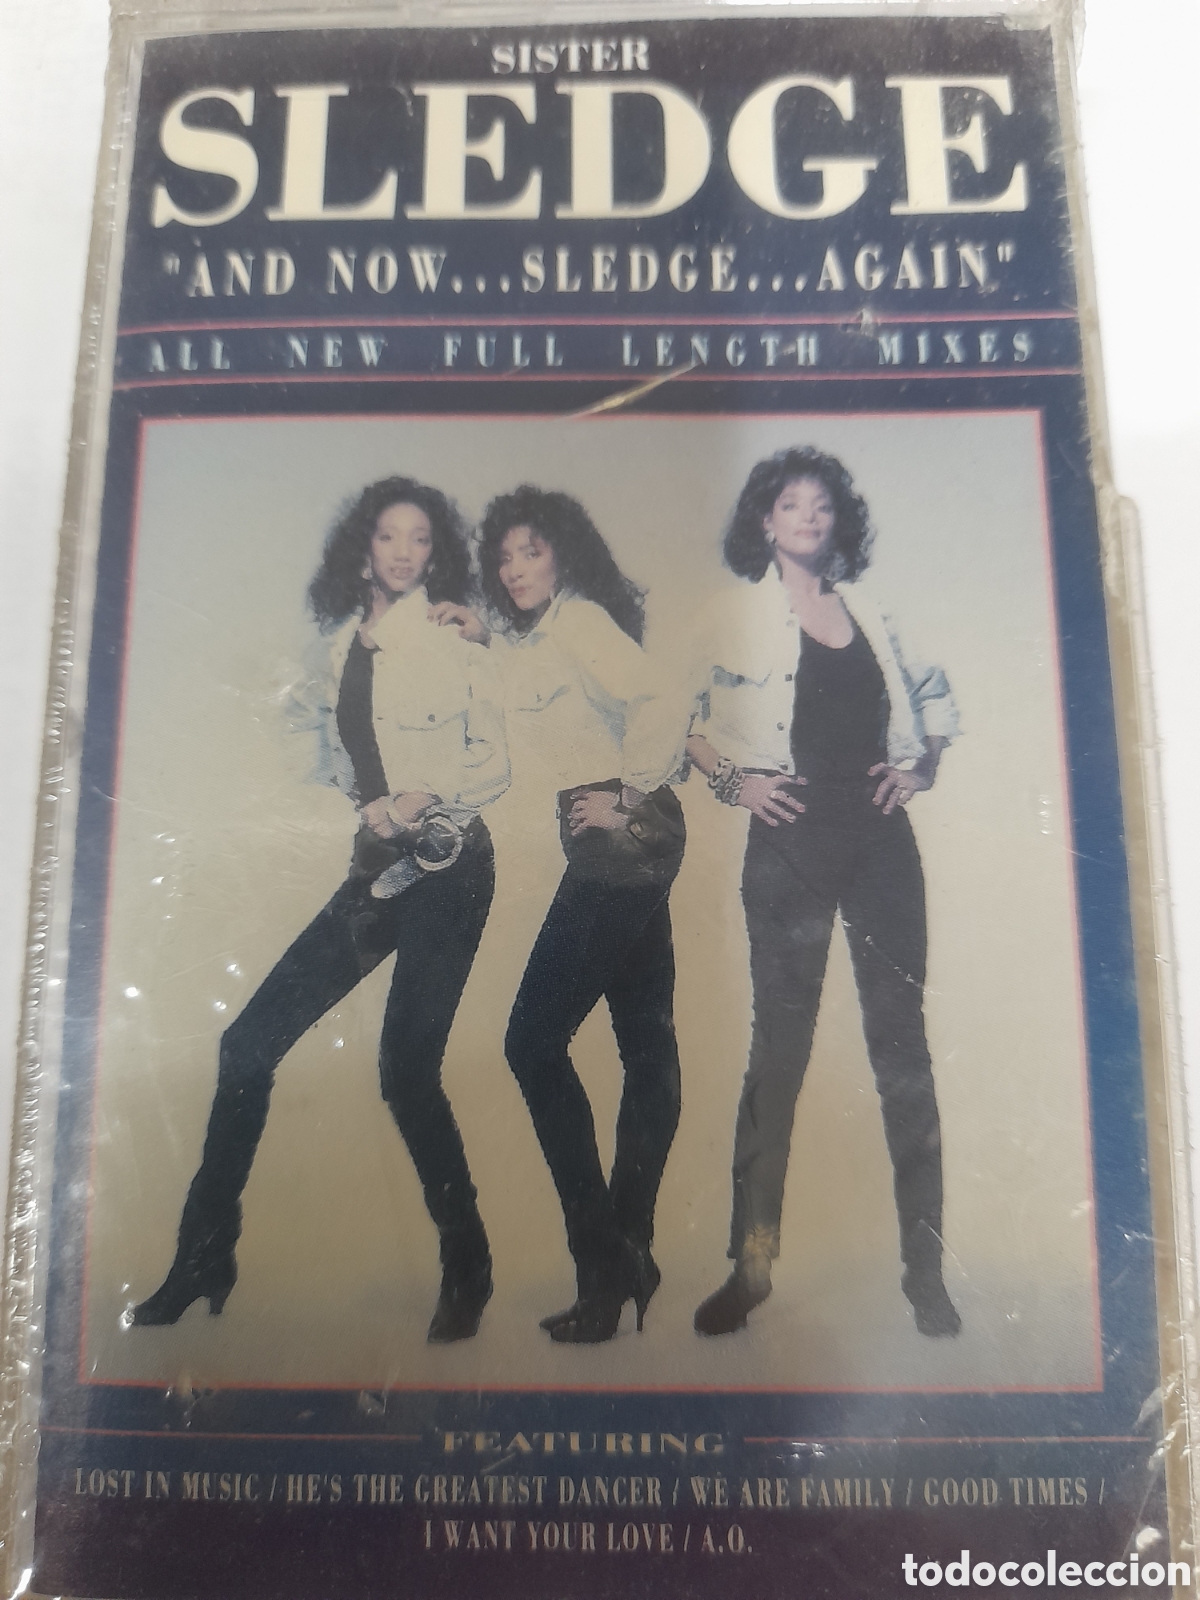 SISTER
SLEDGE
"AND NOW...SLEDGE...AGAIN"
ALL NEW FULL LENGTH MIXES
FEATURING
LOST IN MUSIC / HE'S THE GREATEST DANCER / WE ARE FAMILY / GOOD TIMES /
I WANT YOUR LOVE / A.O.
todocoleccion